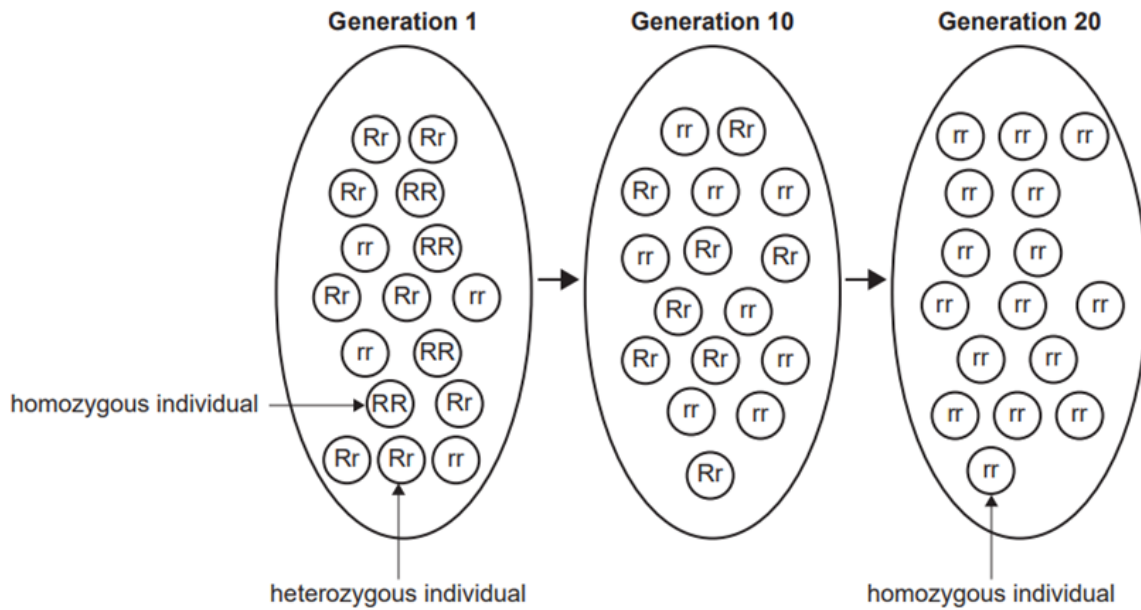 Generation 1 Generation 10 Generation 20
Rr Rr rr Rr rr rr rr
Rr RR Rr rr rr rr rr
rr RR rr Rr Rr rr rr
Rr Rr rr Rr rr rr rr rr
rr RR Rr Rr rr rr rr
homozygous individual RR Rr rr rr rr rr rr
Rr Rr rr Rr rr
heterozygous individual homozygous individual